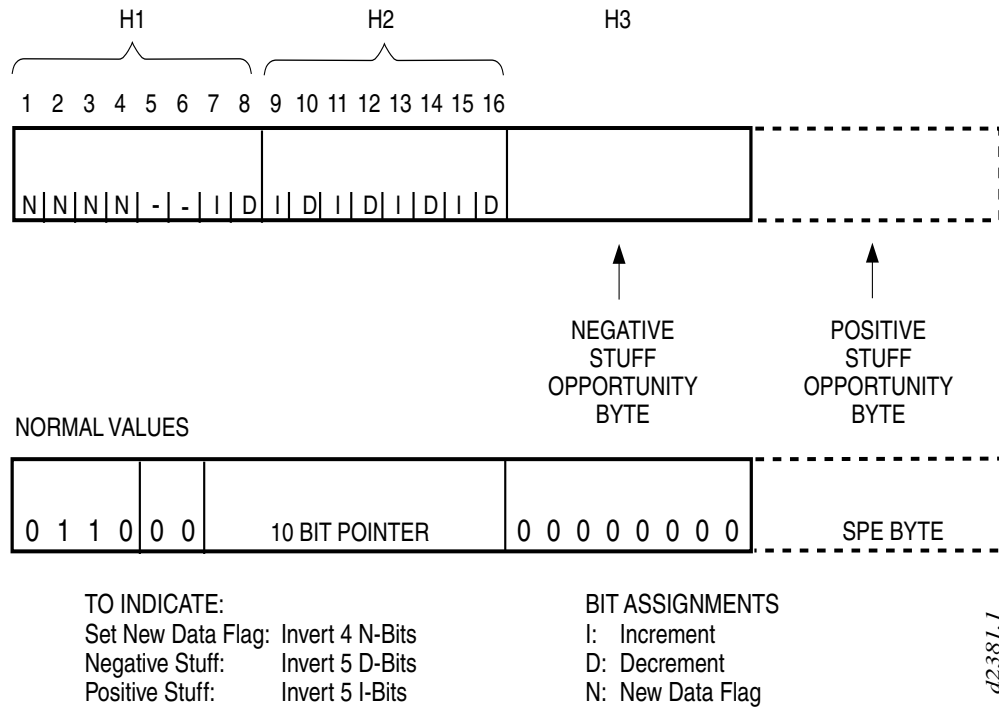 H1 H2 H3
1 2 3 4 5 6 7 8 9 10 11 12 13 14 15 16
N N N N - - I D I D I D I D I D
NEGATIVE
STUFF
OPPORTUNITY
BYTE
POSITIVE
STUFF
OPPORTUNITY
BYTE
NORMAL VALUES
0 1 1 0 0 0 10 BIT POINTER 0 0 0 0 0 0 0 0 SPE BYTE
TO INDICATE:
Set New Data Flag: Invert 4 N-Bits
Negative Stuff: Invert 5 D-Bits
Positive Stuff: Invert 5 I-Bits
BIT ASSIGNMENTS
I: Increment
D: Decrement
N: New Data Flag
d2381.1